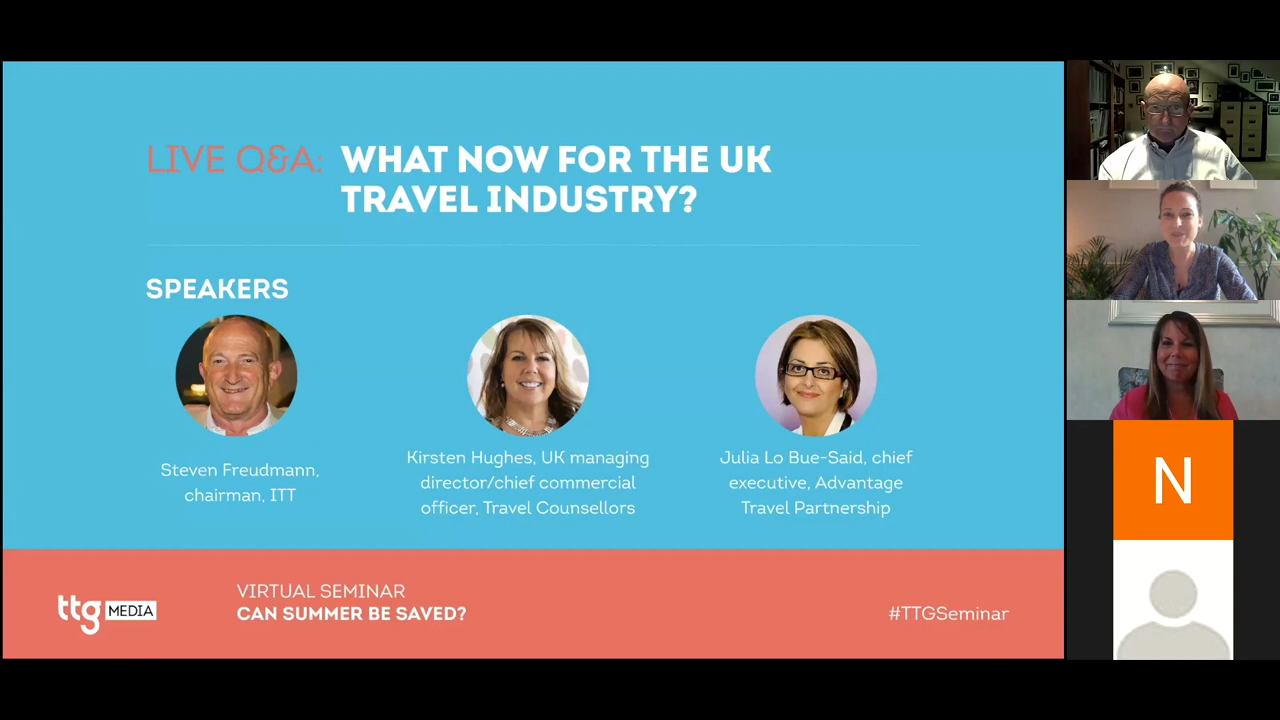 LIVE Q&A: WHAT NOW FOR THE UK
TRAVEL INDUSTRY?
SPEAKERS
Steven Freudmann,
chairman, ITT
Kirsten Hughes, UK managing
director/chief commercial
officer, Travel Counsellors
Julia Lo Bue-Said, chief
executive, Advantage
Travel Partnership
ttg MEDIA
VIRTUAL SEMINAR
CAN SUMMER BE SAVED?
#TTGSeminar
N